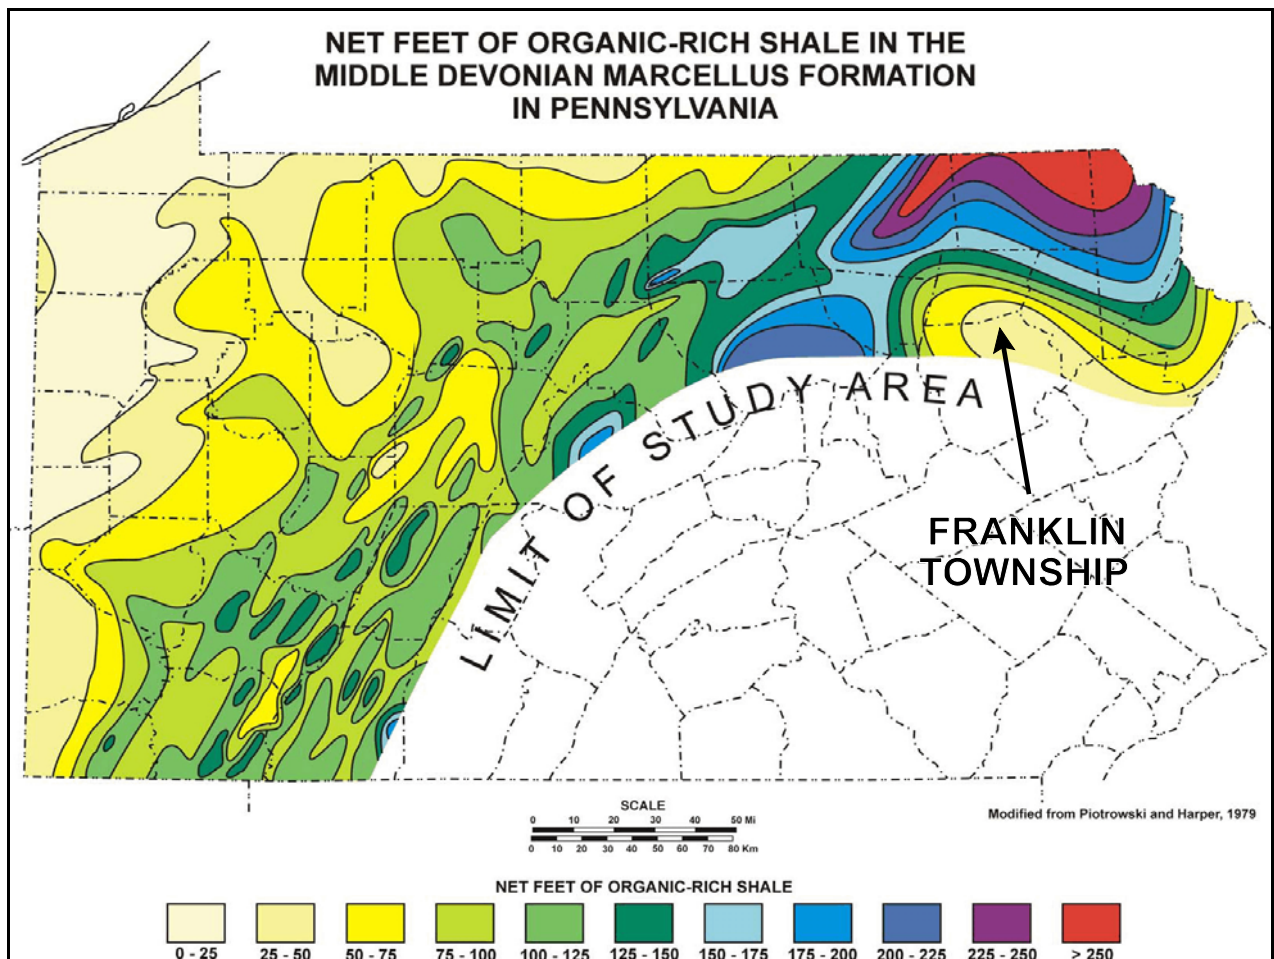 NET FEET OF ORGANIC-RICH SHALE IN THE
MIDDLE DEVONIAN MARCELLUS FORMATION
IN PENNSYLVANIA
LIMIT OF STUDY AREA
FRANKLIN
TOWNSHIP
SCALE
0 10 20 30 40 50 Mi
0 10 20 30 40 50 60 70 80 Km
Modified from Piotrowski and Harper, 1979
NET FEET OF ORGANIC-RICH SHALE
0 - 25 25 - 50 50 - 75 75 - 100 100 - 125 125 - 150 150 - 175 175 - 200 200 - 225 225 - 250 > 250